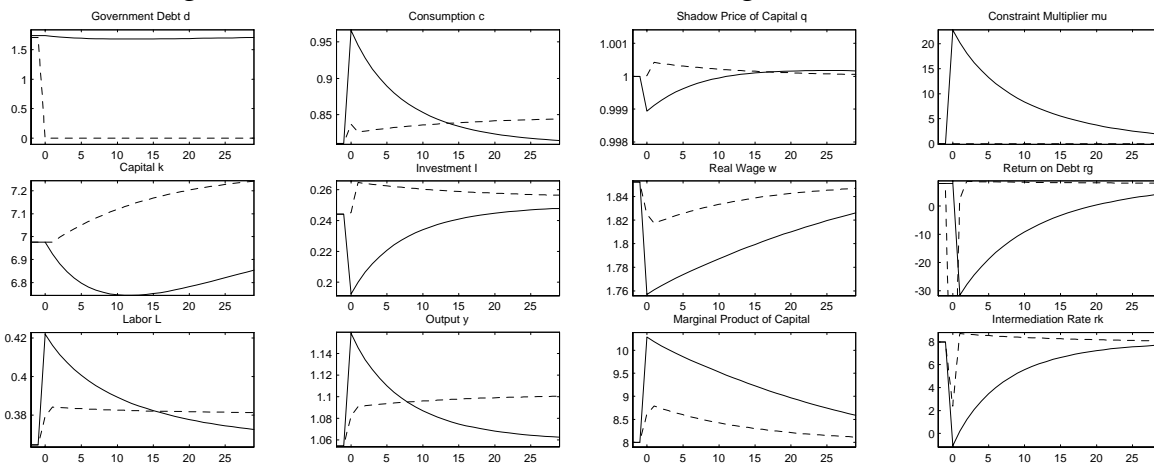 Government Debt d
1.5
1
0.5
0
0 5 10 15 20 25
Consumption c
0.95
0.9
0.85
0 5 10 15 20 25
Shadow Price of Capital q
1.001
1
0.999
0.998
0 5 10 15 20 25
Constraint Multiplier mu
20
15
10
5
0
0 5 10 15 20 25
Capital k
7.2
7
6.8
0 5 10 15 20 25
Investment I
0.26
0.24
0.22
0.2
0 5 10 15 20 25
Real Wage w
1.84
1.82
1.8
1.78
1.76
0 5 10 15 20 25
Return on Debt rg
0
-10
-20
-30
0 5 10 15 20 25
Labor L
0.42
0.4
0.38
0 5 10 15 20 25
Output y
1.14
1.12
1.1
1.08
1.06
0 5 10 15 20 25
Marginal Product of Capital
10
9.5
9
8.5
8
0 5 10 15 20 25
Intermediation Rate rk
8
6
4
2
0
0 5 10 15 20 25